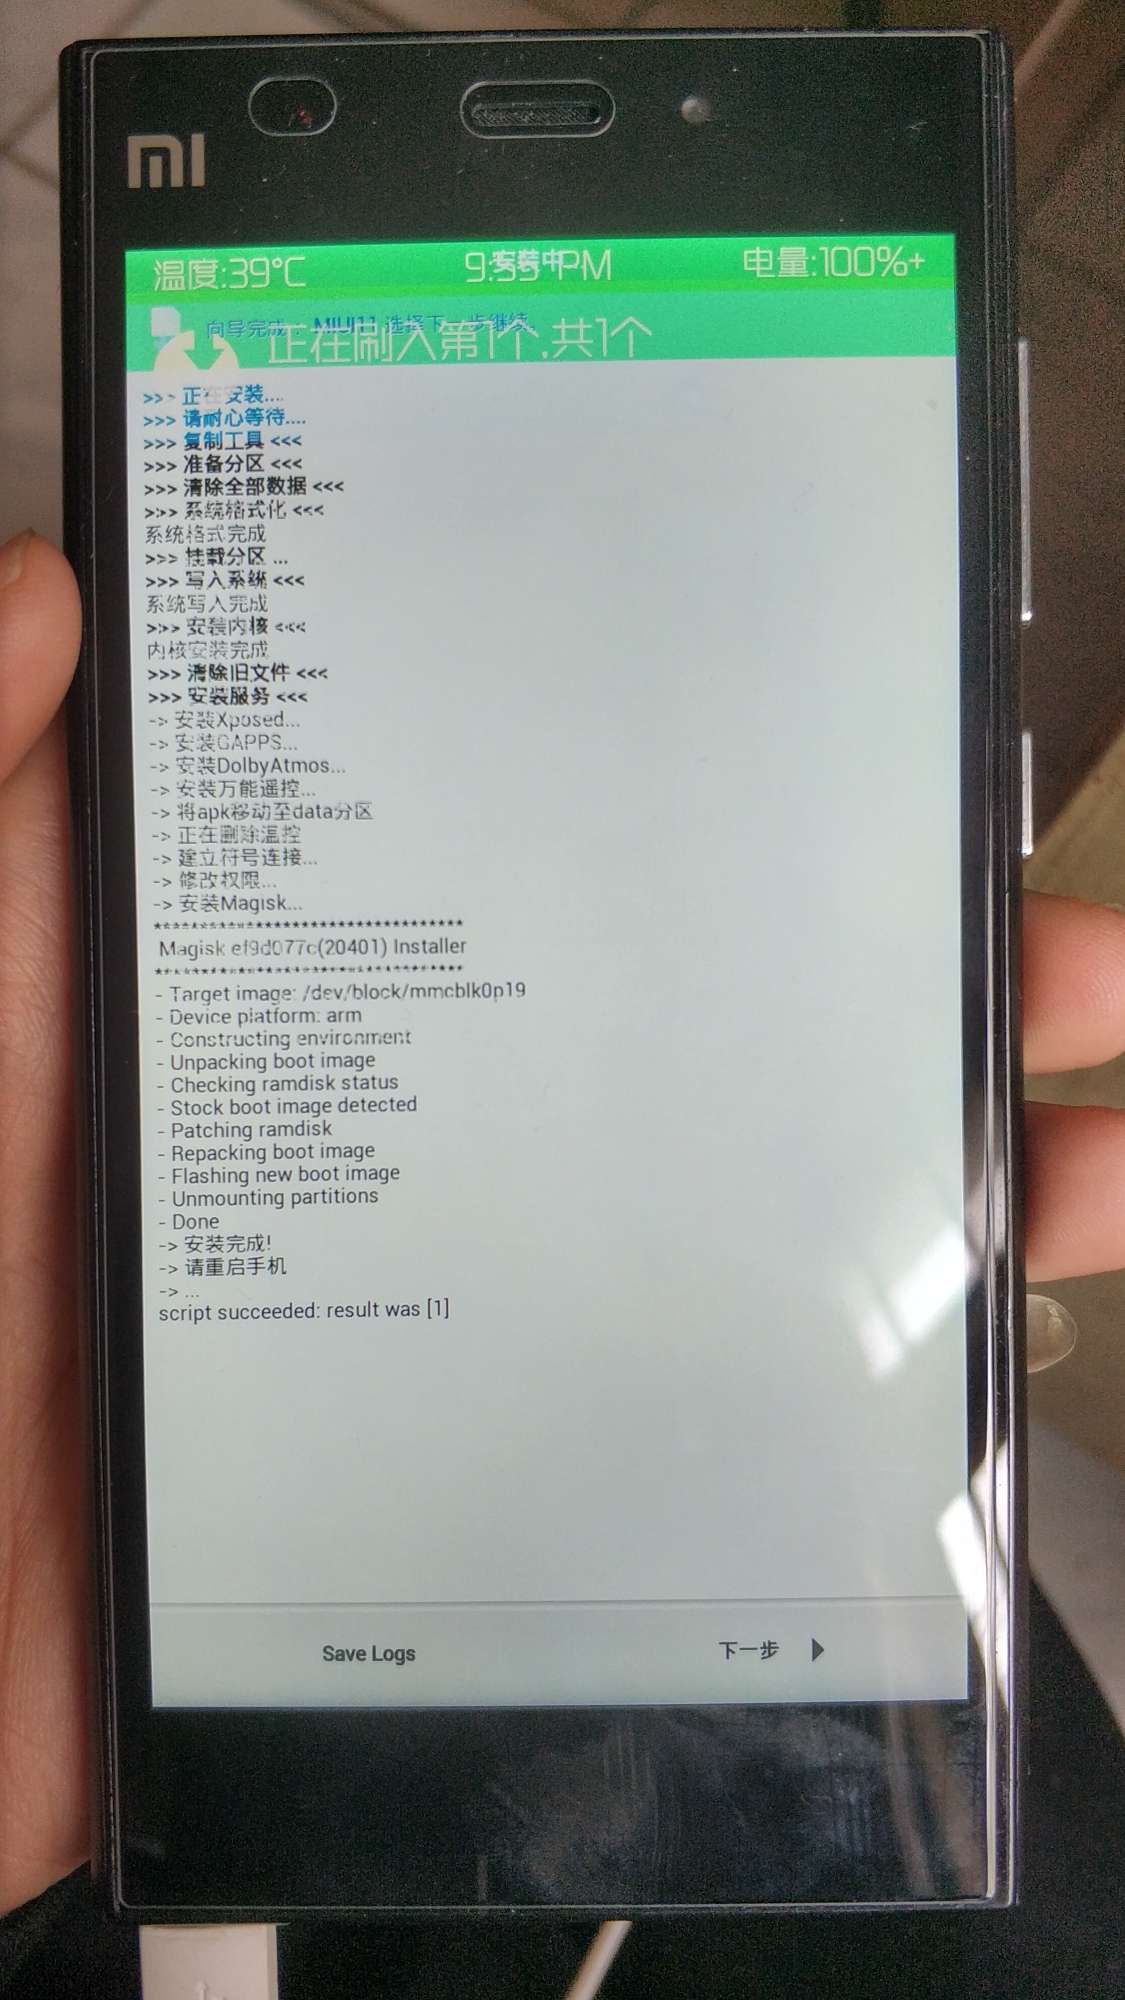 MI
温度:39°C
9:55 PM
安装中...
电量:100%+
向导完成. MIUI11 选择下一步继续.
正在刷入第1个,共1个
>>> 正在安装....
>>> 请耐心等待....
>>> 复制工具 <<<
>>> 准备分区 <<<
>>> 清除全部数据 <<<
>>> 系统格式化 <<<
系统格式完成
>>> 挂载分区 ...
>>> 写入系统 <<<
系统写入完成
>>> 安装内核 <<<
内核安装完成
>>> 清除旧文件 <<<
>>> 安装服务 <<<
-> 安装Xposed...
-> 安装GAPPS...
-> 安装DolbyAtmos...
-> 安装万能遥控...
-> 将apk移动至data分区
-> 正在删除温控
-> 建立符号连接...
-> 修改权限...
-> 安装Magisk...
***********************************
Magisk ef9d077c(20401) Installer
***********************************
- Target image: /dev/block/mmcblk0p19
- Device platform: arm
- Constructing environment
- Unpacking boot image
- Checking ramdisk status
- Stock boot image detected
- Patching ramdisk
- Repacking boot image
- Flashing new boot image
- Unmounting partitions
- Done
-> 安装完成!
-> 请重启手机
-> ...
script succeeded: result was [1]
Save Logs
下一步